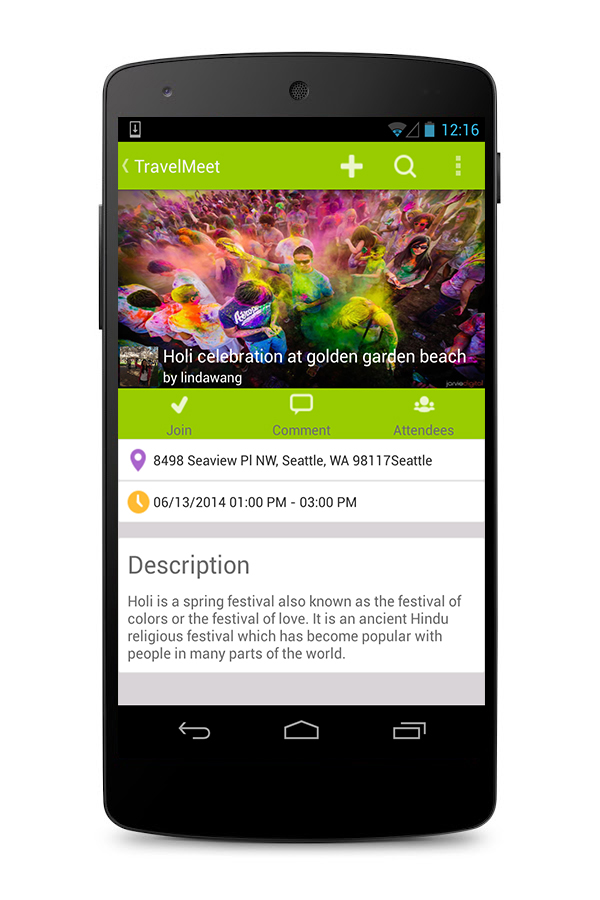 12:16
TravelMeet
Holi celebration at golden garden beach
by lindawang
jarviedigital
Join
Comment
Attendees
8498 Seaview Pl NW, Seattle, WA 98117Seattle
06/13/2014 01:00 PM - 03:00 PM
Description
Holi is a spring festival also known as the festival of
colors or the festival of love. It is an ancient Hindu
religious festival which has become popular with
people in many parts of the world.